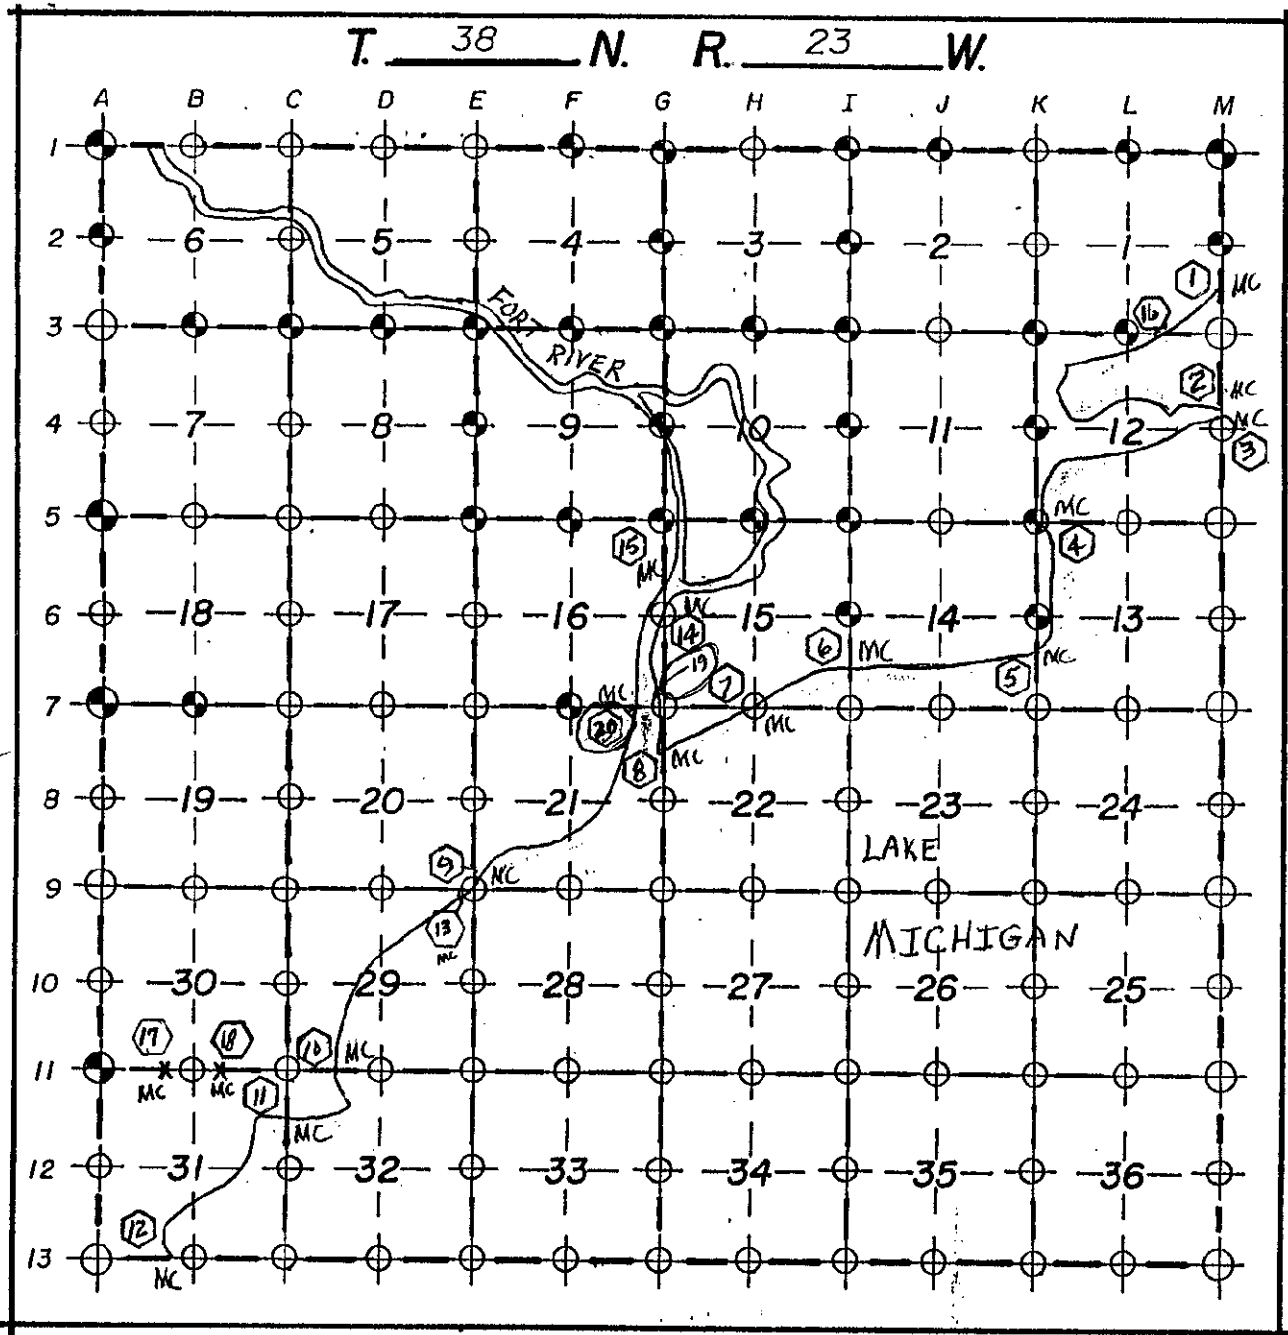 T. 38 N. R. 23 W.
A B C D E F G H I J K L M
1
2 6 5 4 3 2 1
1 MC
16
3
FORT
RIVER
2 MC
4 7 8 9 10 11 12 MC
3
5 MC
15 4
MC
6 18 17 16 15 14 13
MC
14
6 MC MC
19 7 5
7 MC MC
20
8 MC
8 19 20 21 22 23 24
LAKE
9 MC
9
13
MC
MICHIGAN
10 30 29 28 27 26 25
17 18 10 MC
11
MC MC
11
MC
12 31 32 33 34 35 36
12
13
MC